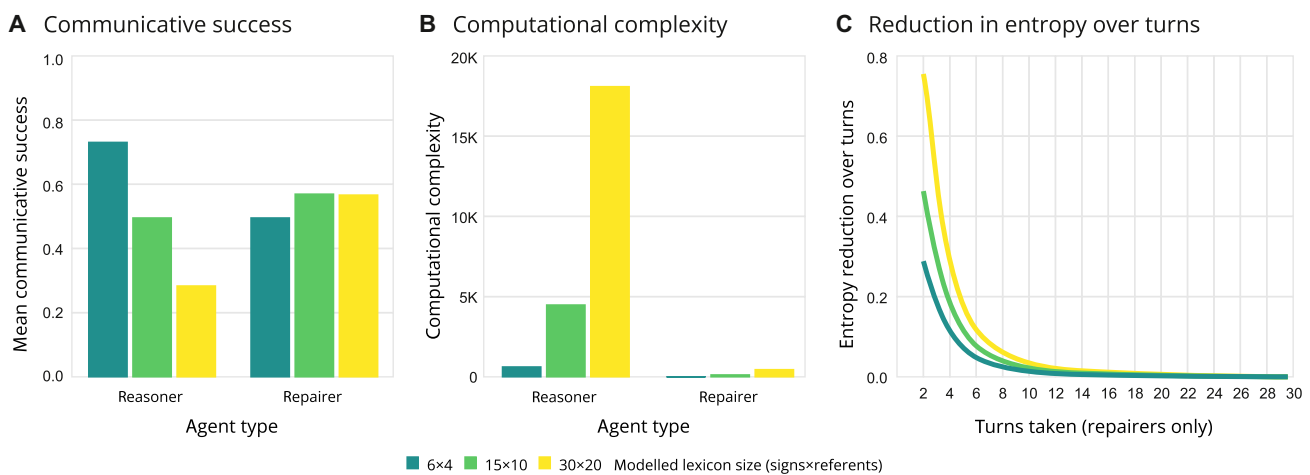 A Communicative success
Mean communicative success
1.0
0.8
0.6
0.4
0.2
0.0
Reasoner Repairer
Agent type
B Computational complexity
Computational complexity
20K
15K
10K
5K
0
Reasoner Repairer
Agent type
C Reduction in entropy over turns
Entropy reduction over turns
0.8
0.6
0.4
0.2
0.0
2 4 6 8 10 12 14 16 18 20 22 24 26 28 30
Turns taken (repairers only)
6×4 15×10 30×20 Modelled lexicon size (signs×referents)